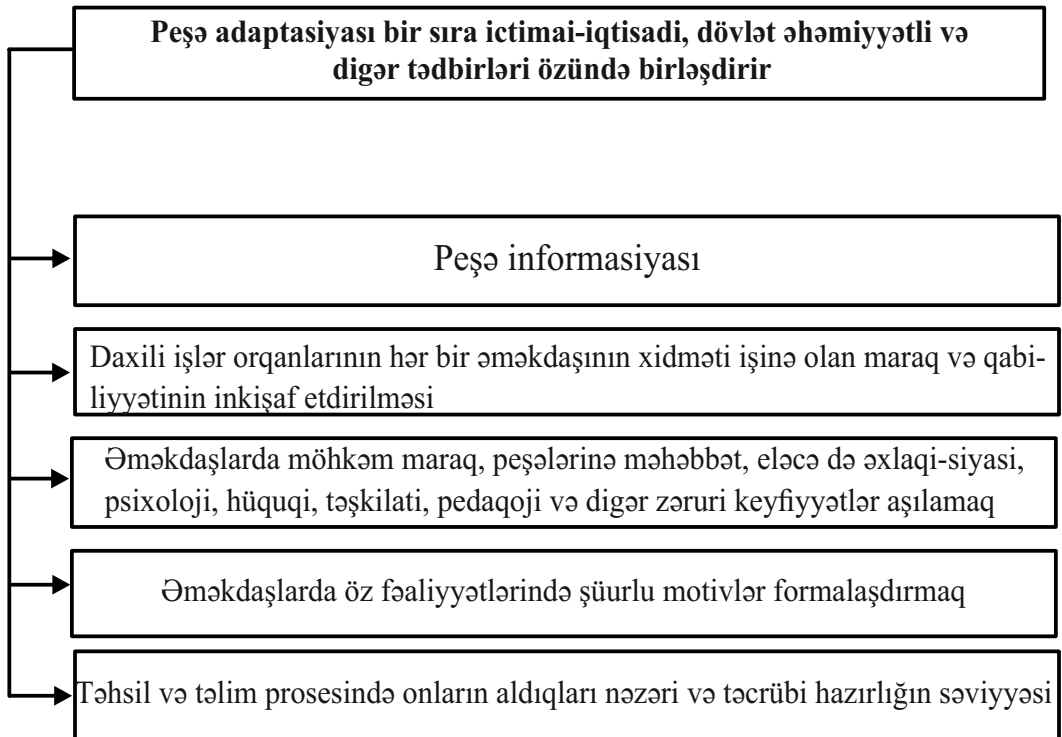 Peşə adaptasiyası bir sıra ictimai-iqtisadi, dövlət əhəmiyyətli və
digər tədbirləri özündə birləşdirir
Peşə informasiyası
Daxili işlər orqanlarının hər bir əməkdaşının xidməti işinə olan maraq və qabi-
liyyətinin inkişaf etdirilməsi
Əməkdaşlarda möhkəm maraq, peşələrinə məhəbbət, eləcə də əxlaqi-siyasi,
psixoloji, hüquqi, təşkilati, pedaqoji və digər zəruri keyfiyyətlər aşılamaq
Əməkdaşlarda öz fəaliyyətlərində şüurlu motivlər formalaşdırmaq
Təhsil və təlim prosesində onların aldıqları nəzəri və təcrübi hazırlığın səviyyəsi